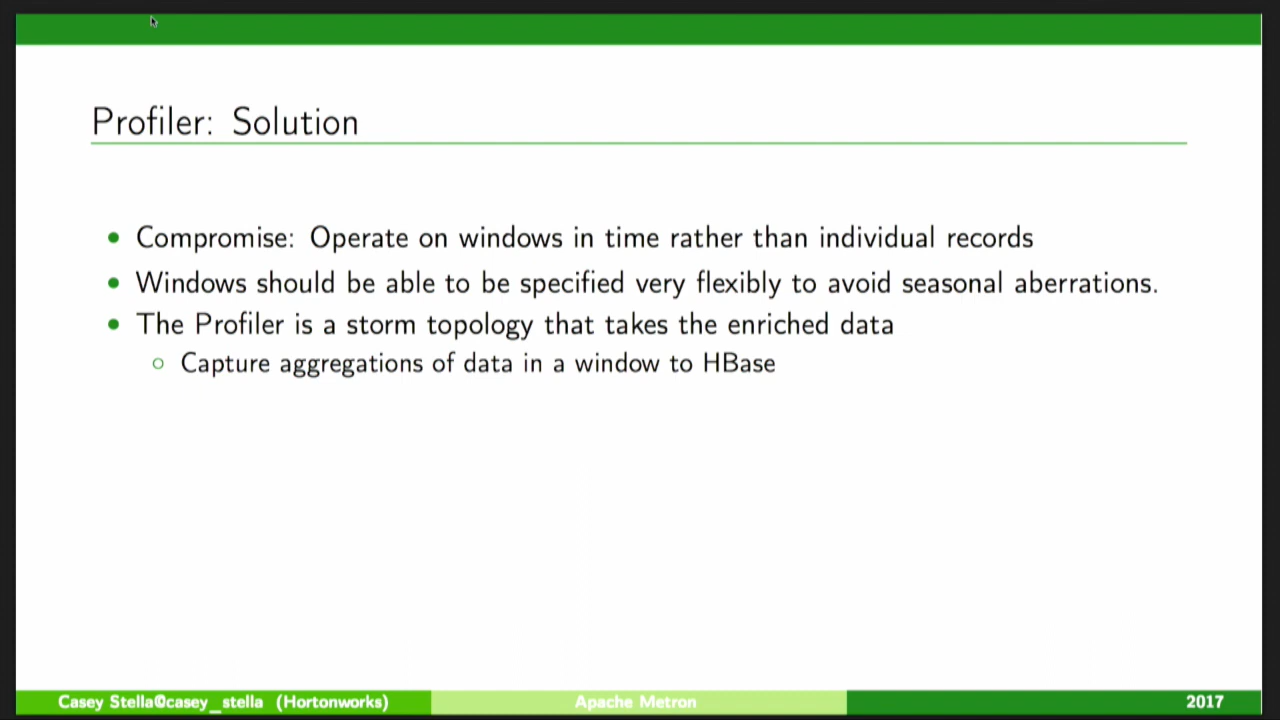 Profiler: Solution
Compromise: Operate on windows in time rather than individual records
Windows should be able to be specified very flexibly to avoid seasonal aberrations.
The Profiler is a storm topology that takes the enriched data
Capture aggregations of data in a window to HBase
Casey Stella@casey_stella (Hortonworks) Apache Metron 2017